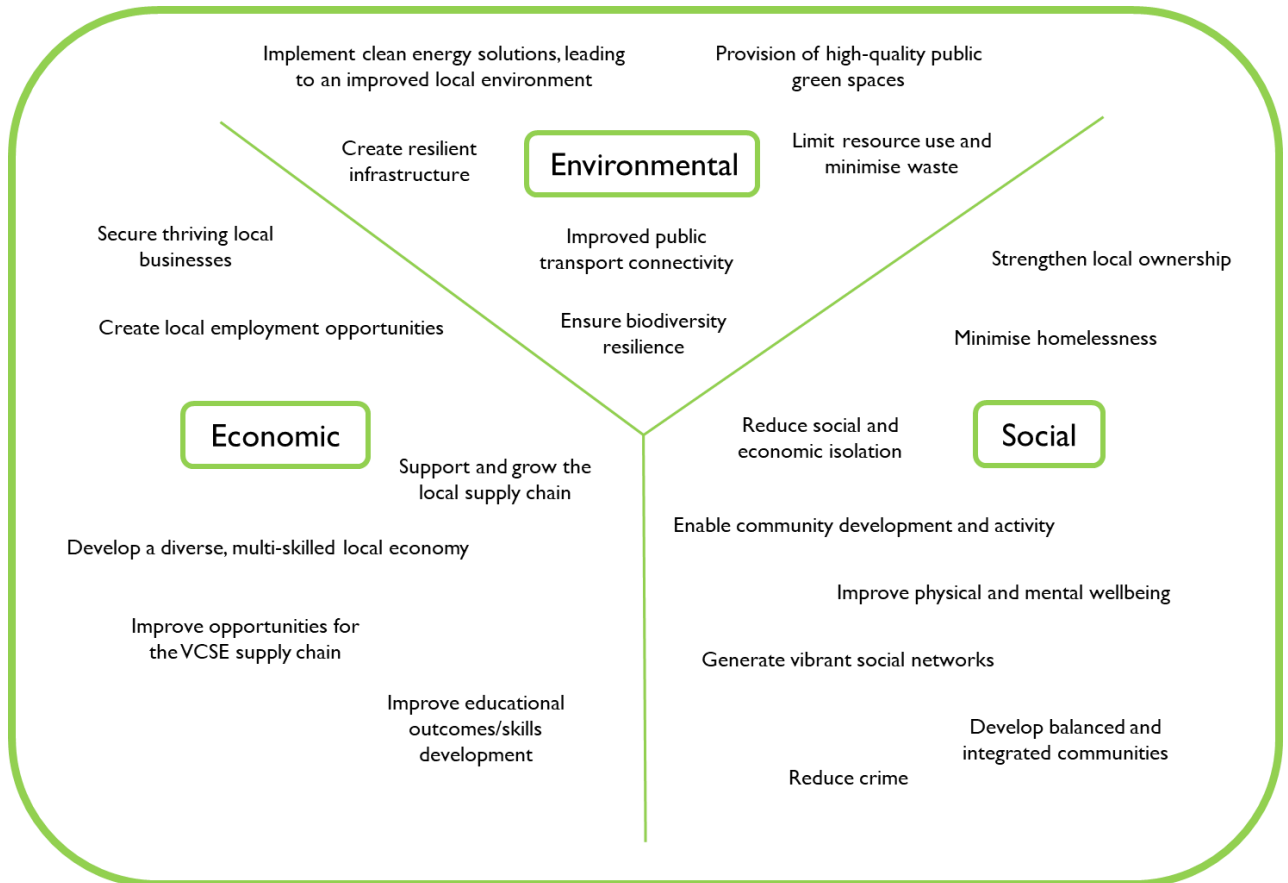 Implement clean energy solutions, leading
to an improved local environment
Provision of high-quality public
green spaces
Create resilient
infrastructure
Environmental
Limit resource use and
minimise waste
Improved public
transport connectivity
Ensure biodiversity
resilience
Secure thriving local
businesses
Create local employment opportunities
Economic
Support and grow the
local supply chain
Develop a diverse, multi-skilled local economy
Improve opportunities for
the VCSE supply chain
Improve educational
outcomes/skills
development
Strengthen local ownership
Minimise homelessness
Reduce social and
economic isolation
Social
Enable community development and activity
Improve physical and mental wellbeing
Generate vibrant social networks
Develop balanced and
integrated communities
Reduce crime